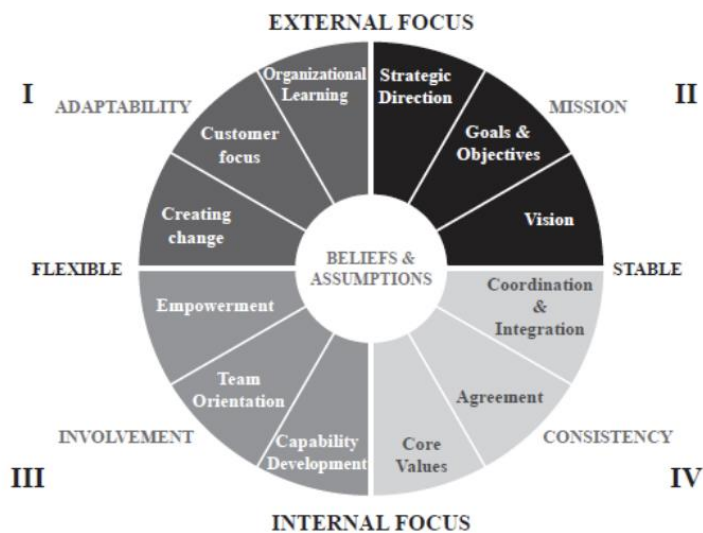 EXTERNAL FOCUS
I
II
ADAPTABILITY
MISSION
Organizational
Learning
Strategic
Direction
Customer
focus
Goals &
Objectives
Creating
change
Vision
FLEXIBLE
BELIEFS &
ASSUMPTIONS
STABLE
Empowerment
Coordination
&
Integration
Team
Orientation
Agreement
INVOLVEMENT
CONSISTENCY
Capability
Development
Core
Values
III
IV
INTERNAL FOCUS